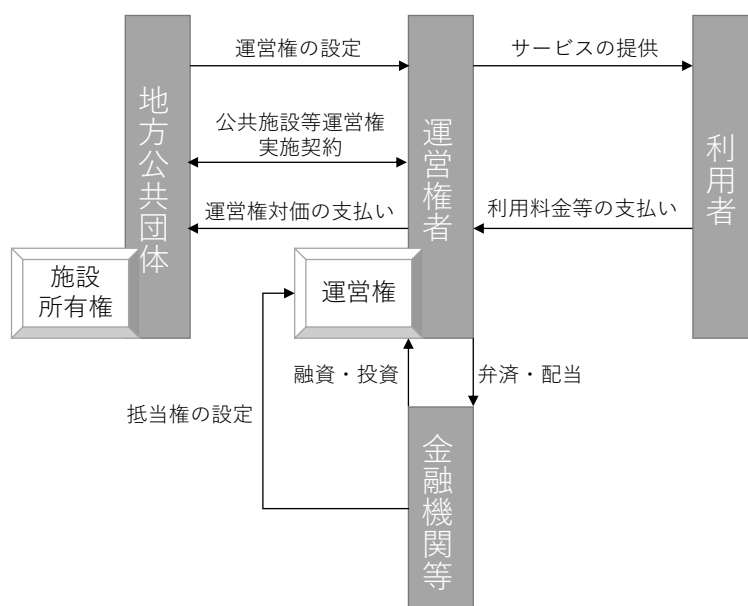 運営権の設定
サービスの提供
地方公共団体
公共施設等運営権
実施契約
運営権者
利用者
運営権対価の支払い
利用料金等の支払い
施設
所有権
運営権
融資・投資
弁済・配当
抵当権の設定
金融機関等